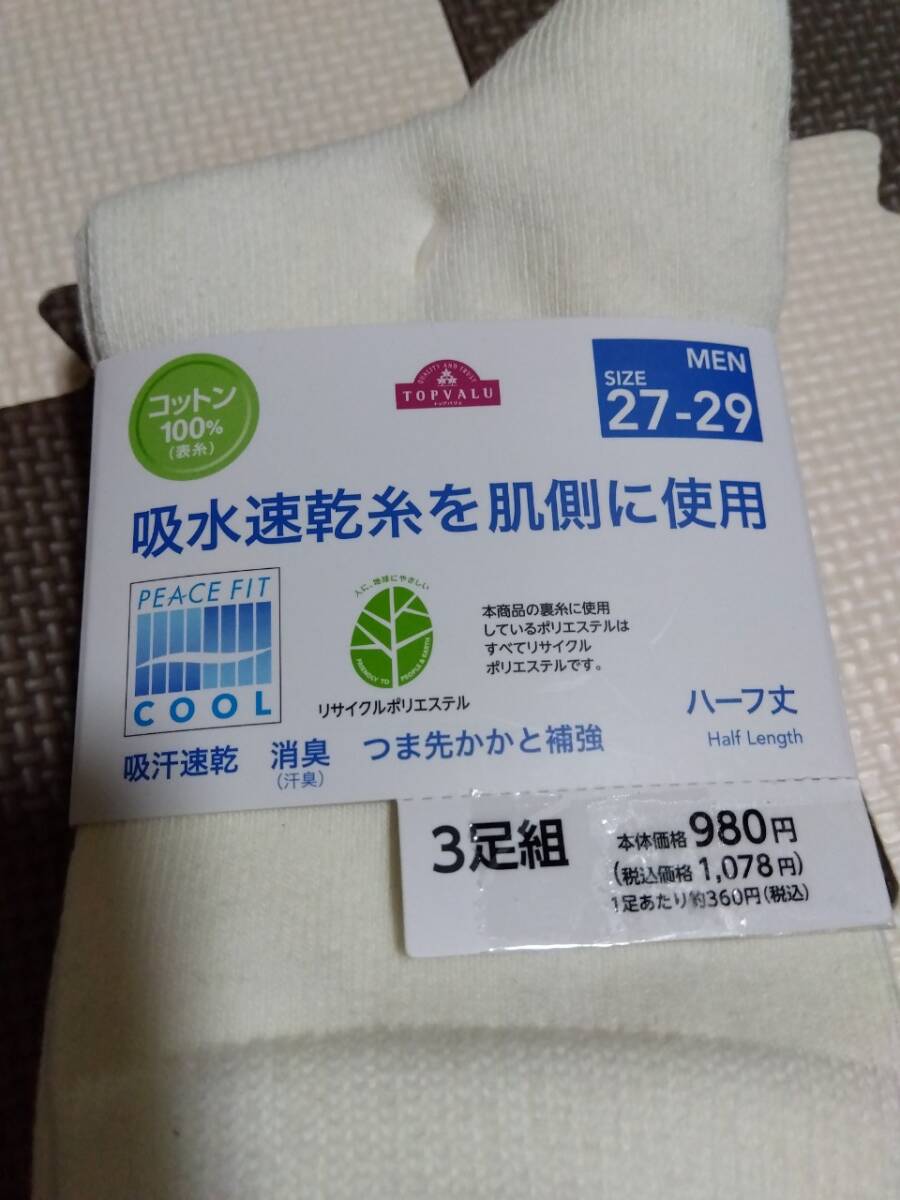 コットン
100%
(表糸)
QUALITY AND TRUST
TOPVALU
トップバリュ
MEN
SIZE
27-29
吸水速乾糸を肌側に使用
PEACE FIT
COOL
人に、地球にやさしい
FRIENDLY TO PEOPLE & EARTH
リサイクルポリエステル
本商品の裏糸に使用
しているポリエステルは
すべてリサイクル
ポリエステルです。
ハーフ丈
Half Length
吸汗速乾 消臭 つま先かかと補強
(汗臭)
3足組
本体価格 980円
(税込価格 1,078円)
1足あたり約360円(税込)